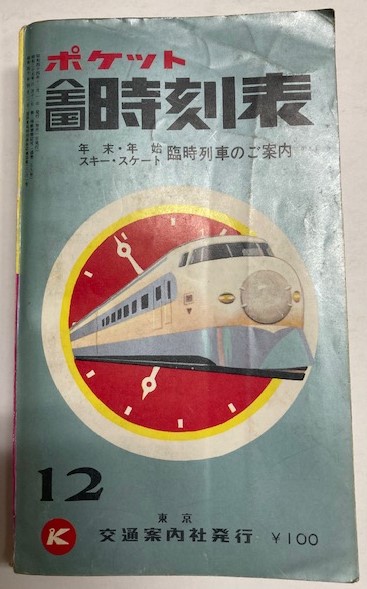 ポケット
全国時刻表
年末・年始
スキー・スケート 臨時列車のご案内
12
K
東京
交通案内社発行 ¥100